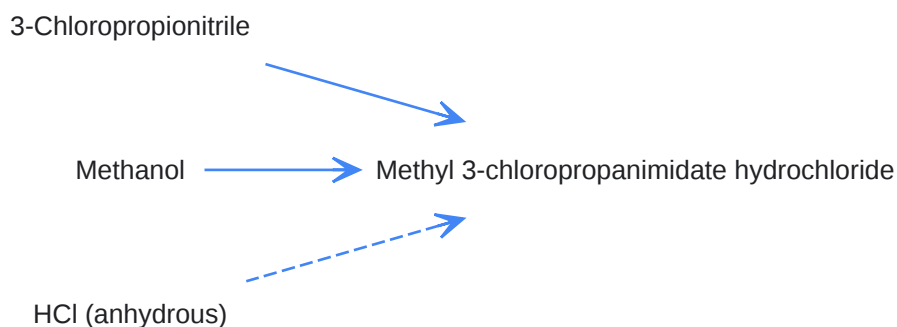 3-Chloropropionitrile
Methanol
Methyl 3-chloropropanimidate hydrochloride
HCl (anhydrous)